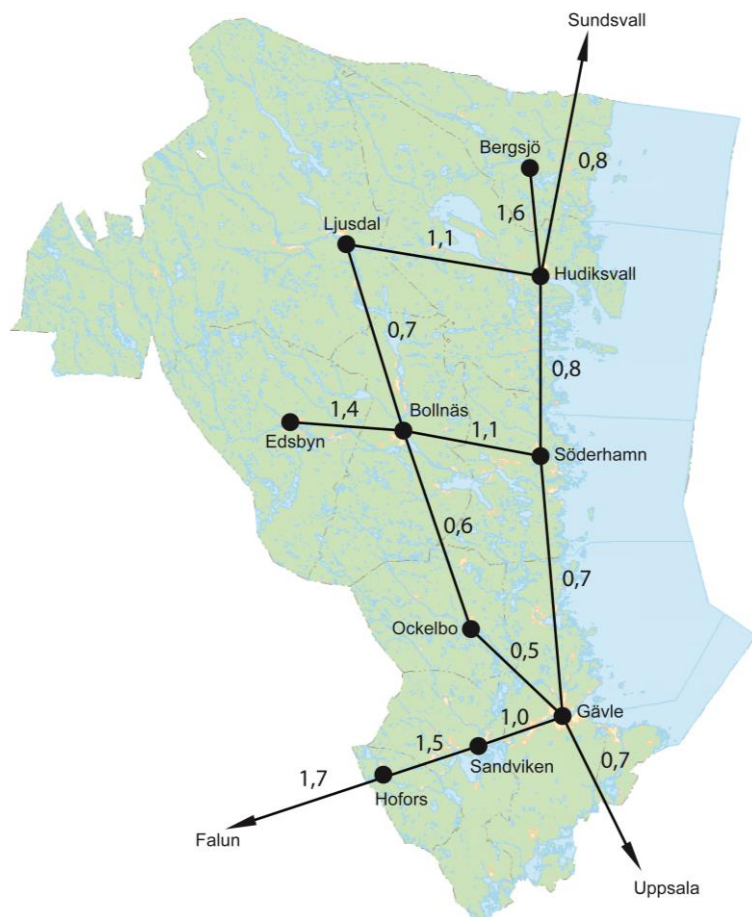 Sundsvall
Bergsjö
0,8
1,6
Ljusdal
1,1
Hudiksvall
0,7
0,8
Bollnäs
1,4
Edsbyn
1,1
Söderhamn
0,6
0,7
Ockelbo
0,5
Gävle
1,0
1,5
Sandviken
0,7
1,7
Hofors
Falun
Uppsala